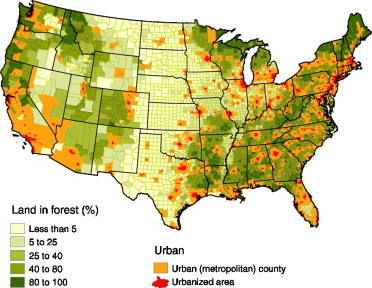 Land in forest (%)
Less than 5
5 to 25
25 to 40
40 to 80
80 to 100
Urban
Urban (metropolitan) county
Urbanized area